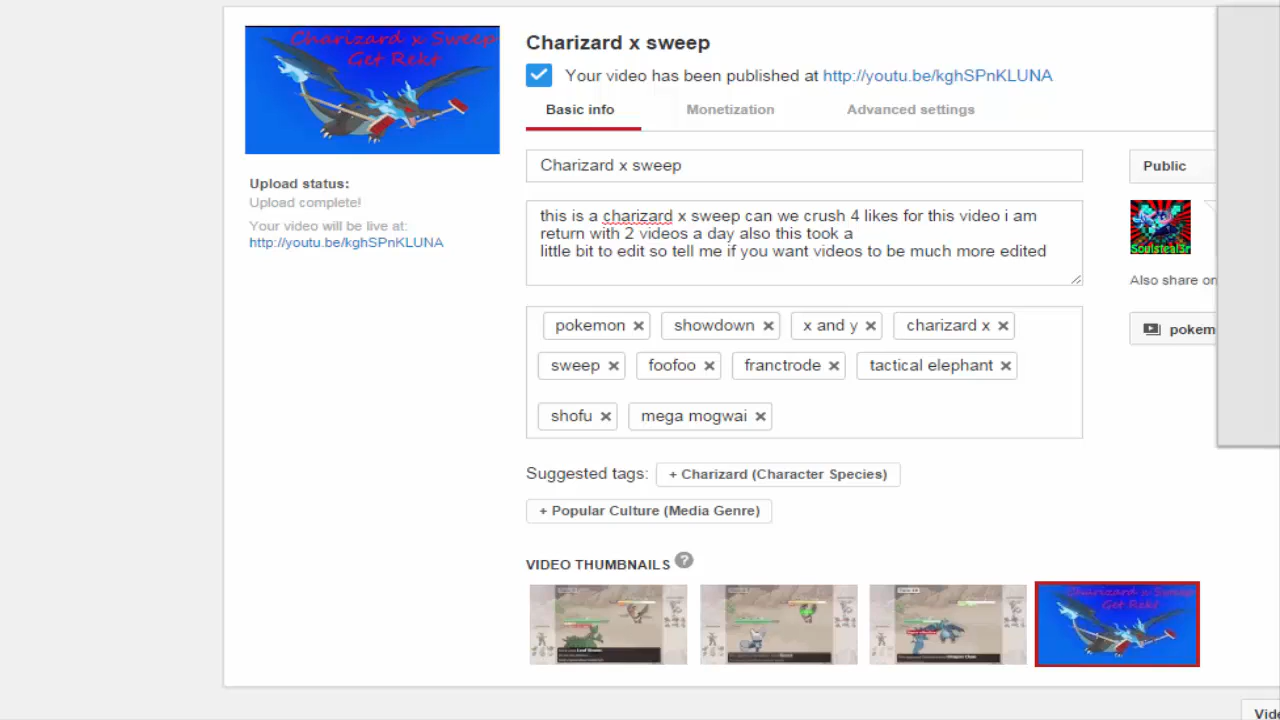 Charizard x Sweep
Get Rekt
Charizard x sweep
Your video has been published at http://youtu.be/kghSPnKLUNA
Basic info
Monetization
Advanced settings
Upload status:
Upload complete!
Your video will be live at:
http://youtu.be/kghSPnKLUNA
Charizard x sweep
Public
this is a charizard x sweep can we crush 4 likes for this video i am
return with 2 videos a day also this took a
little bit to edit so tell me if you want videos to be much more edited
Soulsteal3r
Also share on
pokemon showdown x and y charizard x
pokem
sweep foofoo franctrode tactical elephant
shofu mega mogwai
Suggested tags: + Charizard (Character Species)
+ Popular Culture (Media Genre)
VIDEO THUMBNAILS ?
Charizard x Sweep
Get Rekt
Vide